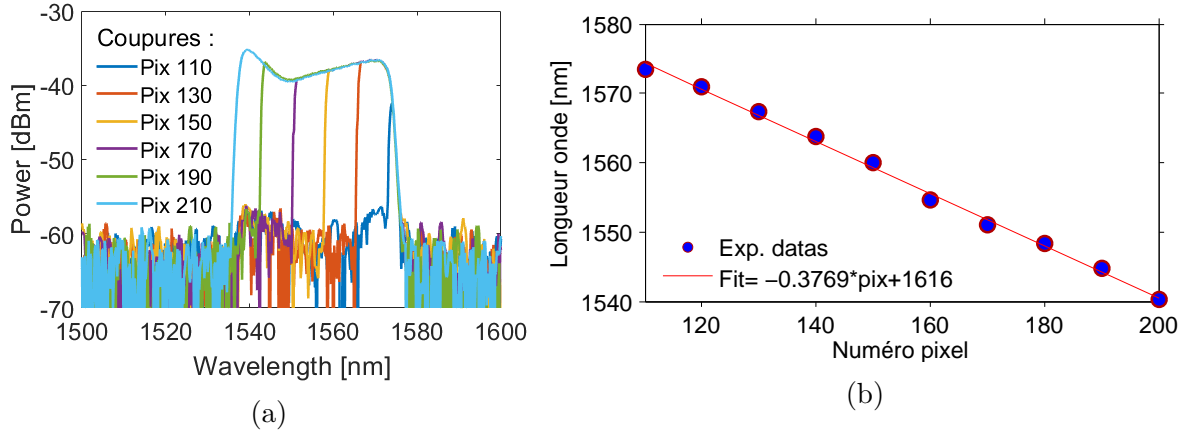 -30
-40
-50
-60
-70
Power [dBm]
Coupures :
Pix 110
Pix 130
Pix 150
Pix 170
Pix 190
Pix 210
1500 1520 1540 1560 1580 1600
Wavelength [nm]
(a)
1580
1570
1560
1550
1540
Longueur onde [nm]
Exp. datas
Fit= −0.3769*pix+1616
120 140 160 180 200
Numéro pixel
(b)